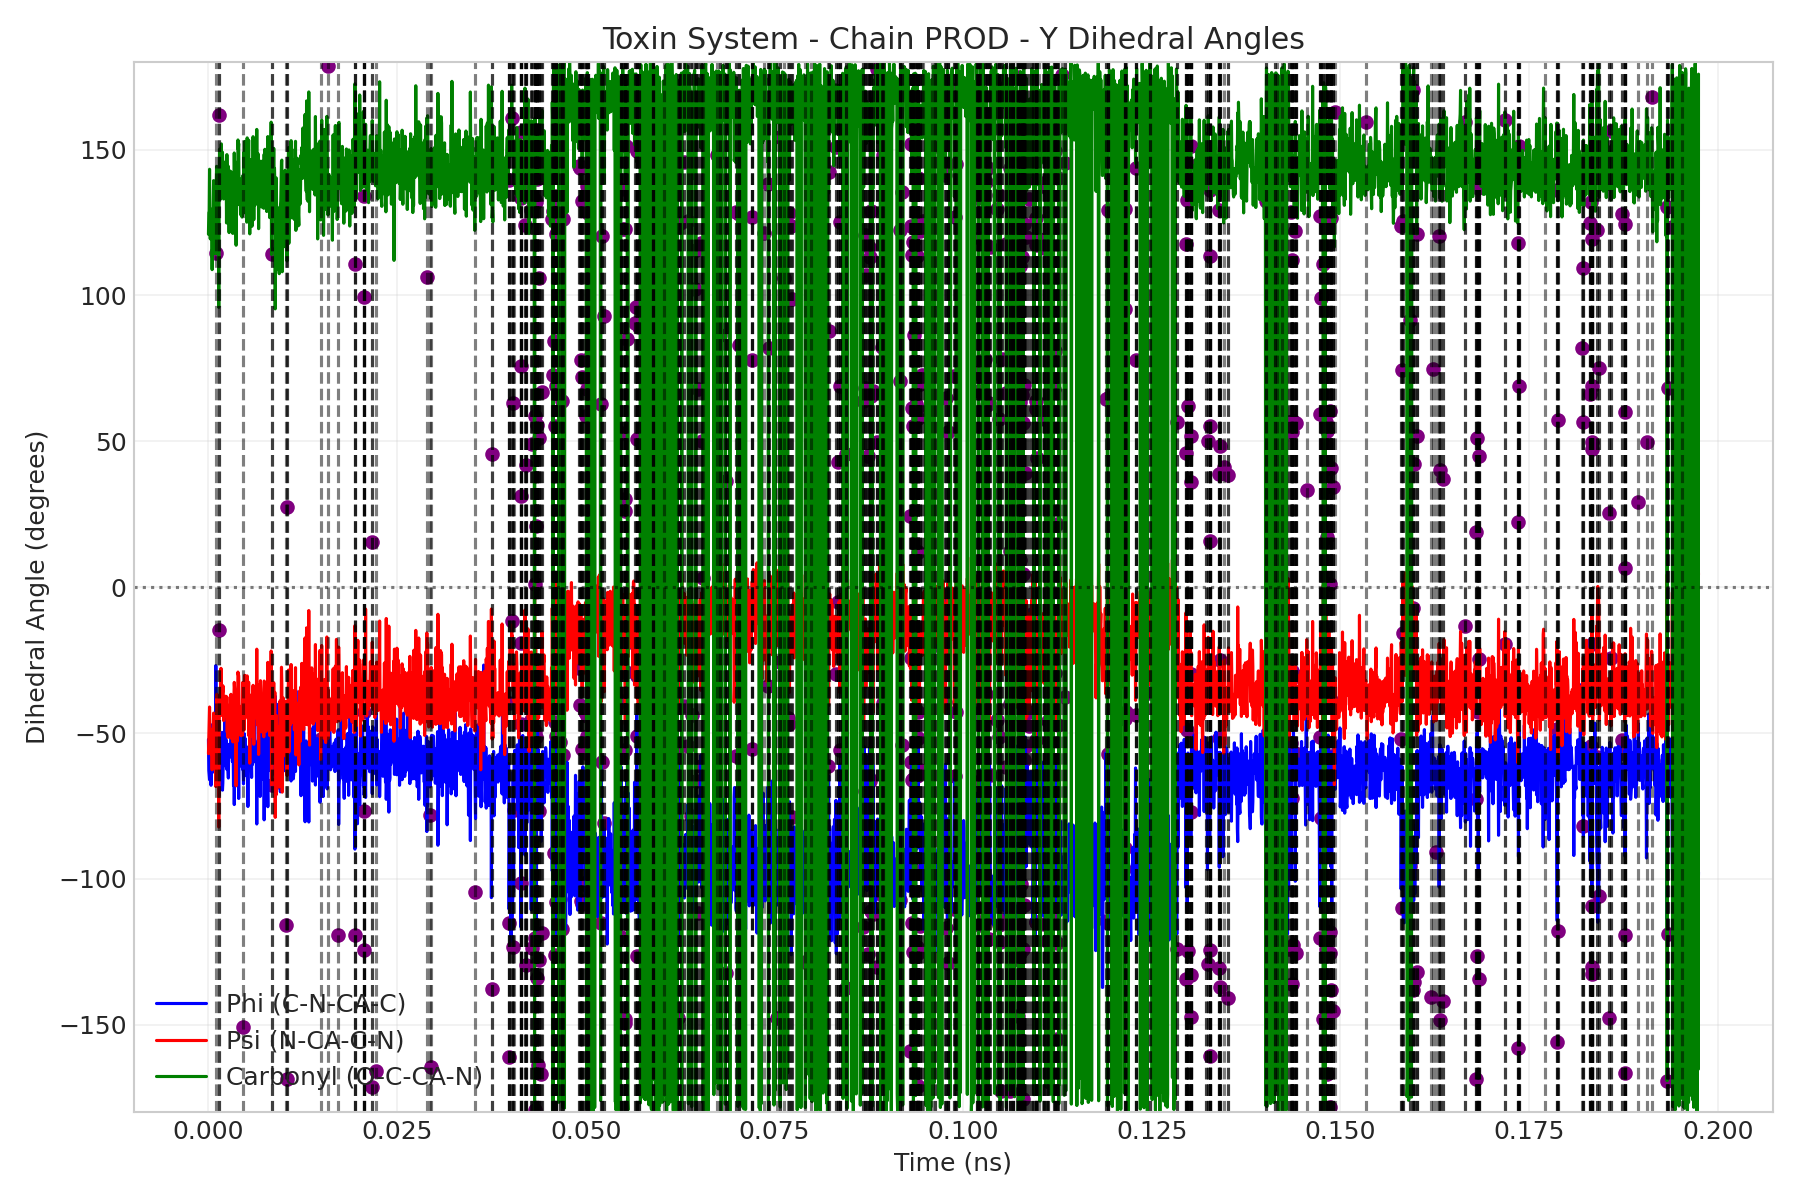 Toxin System - Chain PROD - Y Dihedral Angles
Dihedral Angle (degrees)
150
100
50
0
−50
−100
−150
Phi (C-N-CA-C)
Psi (N-CA-C-N)
Carbonyl (O-C-CA-N)
0.000 0.025 0.050 0.075 0.100 0.125 0.150 0.175 0.200
Time (ns)